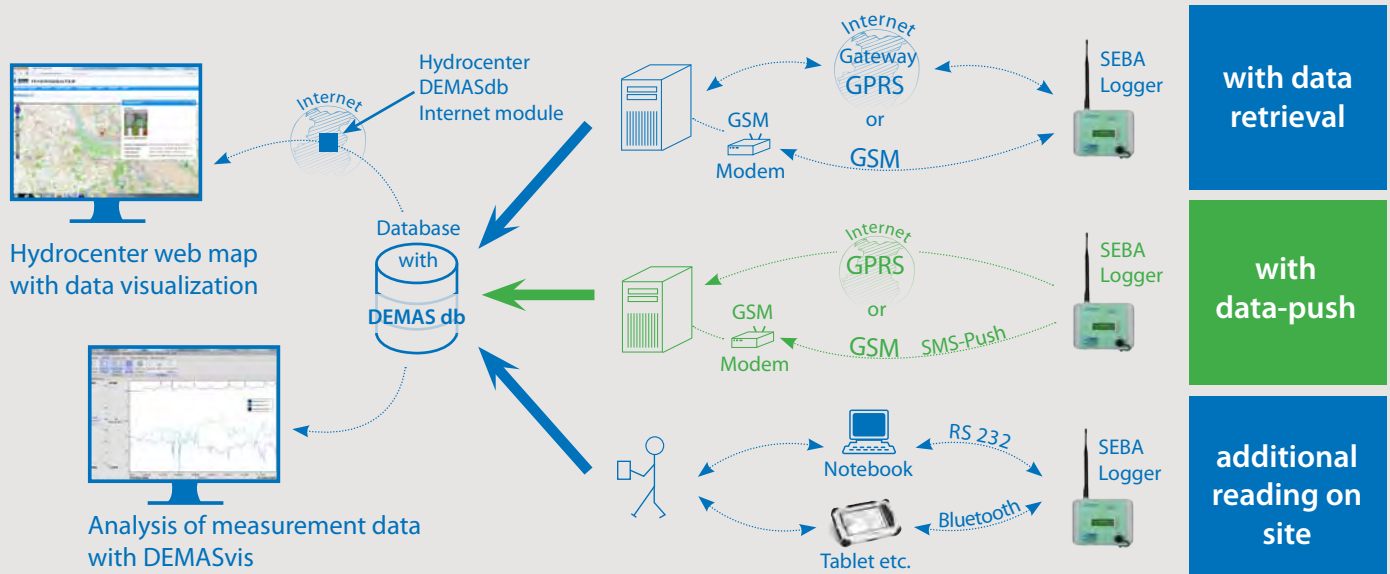 Hydrocenter
DEMASdb
Internet module
Internet
Hydrocenter web map
with data visualization
Database
with
DEMAS db
Analysis of measurement data
with DEMASvis
Internet
Gateway
GPRS
or
GSM
GSM
Modem
SEBA
Logger
with data
retrieval
Internet
GPRS
or
GSM
SMS-Push
GSM
Modem
SEBA
Logger
with
data-push
Notebook
RS 232
Tablet etc.
Bluetooth
SEBA
Logger
additional
reading on
site